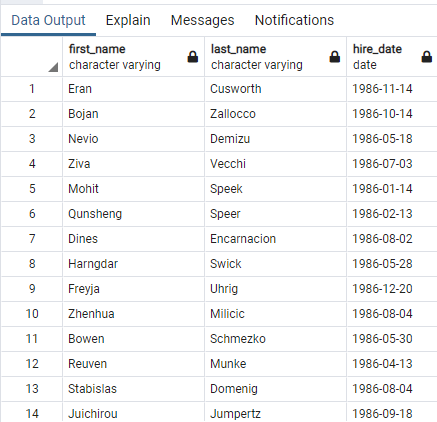 Data Output Explain Messages Notifications
first_name last_name hire_date
character varying character varying date
1 Eran Cusworth 1986-11-14
2 Bojan Zallocco 1986-10-14
3 Nevio Demizu 1986-05-18
4 Ziva Vecchi 1986-07-03
5 Mohit Speek 1986-01-14
6 Qunsheng Speer 1986-02-13
7 Dines Encarnacion 1986-08-02
8 Harngdar Swick 1986-05-28
9 Freyja Uhrig 1986-12-20
10 Zhenhua Milicic 1986-08-04
11 Bowen Schmezko 1986-05-30
12 Reuven Munke 1986-04-13
13 Stabislas Domenig 1986-08-04
14 Juichirou Jumpertz 1986-09-18